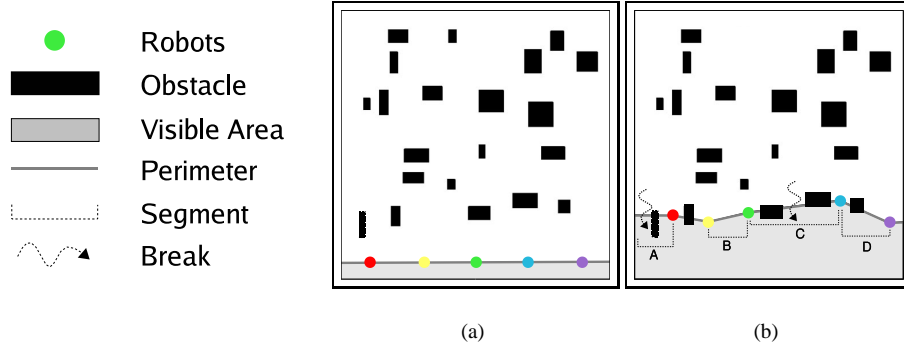 Robots
Obstacle
Visible Area
Perimeter
Segment
Break
A
B
C
D
(a)
(b)